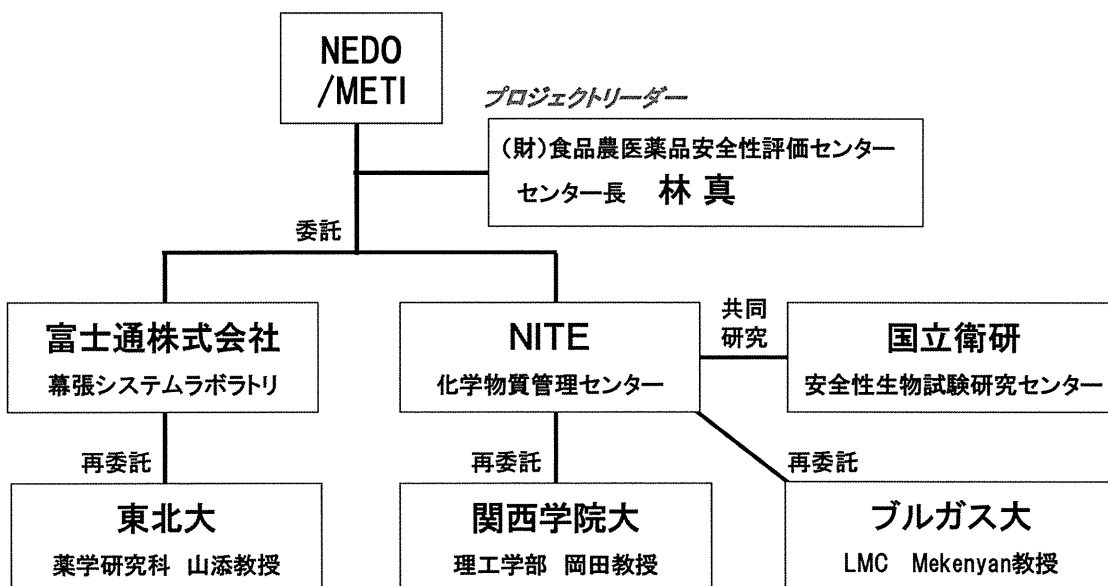 NEDO
/METI
プロジェクトリーダー
（財）食品農医薬品安全性評価センター
センター長 林 真
委託
富士通株式会社
幕張システムラボラトリ
NITE
化学物質管理センター
共同
研究
国立衛研
安全性生物試験研究センター
再委託
再委託
再委託
東北大
薬学研究科 山添教授
関西学院大
理工学部 岡田教授
ブルガス大
LMC Mekenyan教授